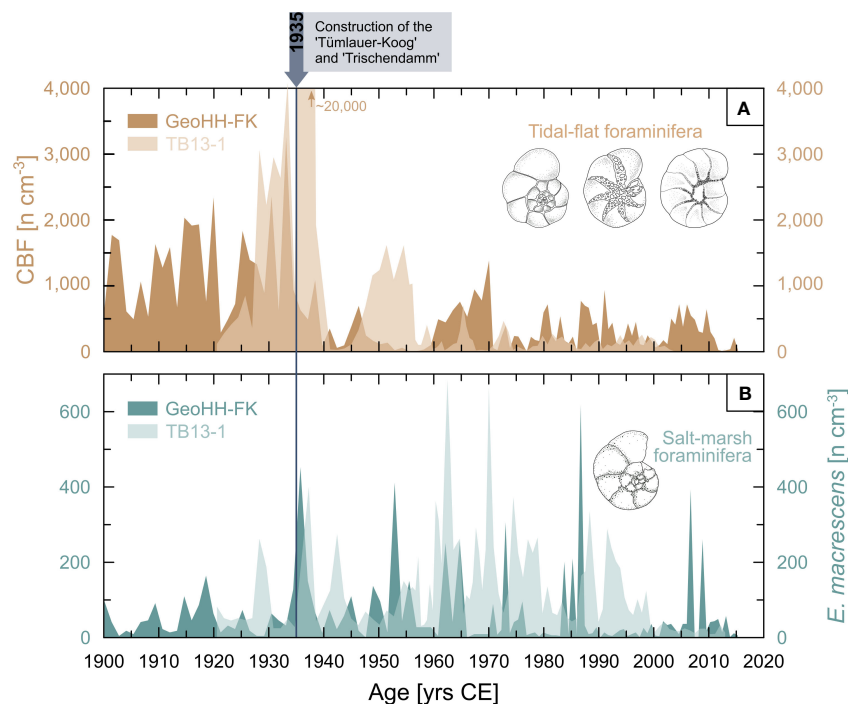 1935
Construction of the
'Tümlauer-Koog'
and 'Trischendamm'
A
4,000
3,000
2,000
1,000
0
CBF [n cm-3]
GeoHH-FK
TB13-1
~20,000
Tidal-flat foraminifera
4,000
3,000
2,000
1,000
0
B
600
400
200
0
GeoHH-FK
TB13-1
Salt-marsh
foraminifera
600
400
200
0
E. macrescens [n cm-3]
1900 1910 1920 1930 1940 1950 1960 1970 1980 1990 2000 2010 2020
Age [yrs CE]